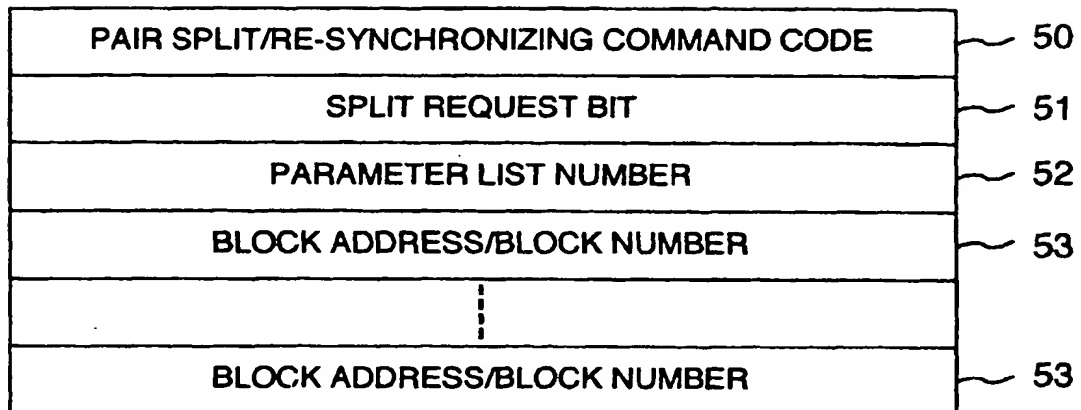 PAIR SPLIT/RE-SYNCHRONIZING COMMAND CODE 50
SPLIT REQUEST BIT 51
PARAMETER LIST NUMBER 52
BLOCK ADDRESS/BLOCK NUMBER 53
BLOCK ADDRESS/BLOCK NUMBER 53